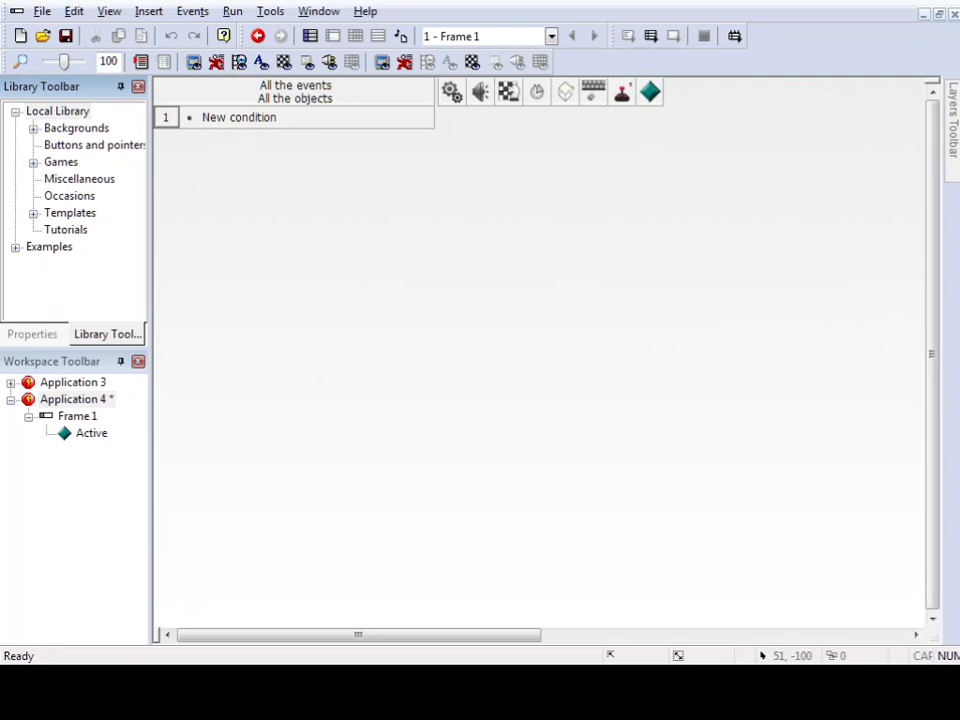 File Edit View Insert Events Run Tools Window Help
1 - Frame 1
100
Library Toolbar
All the events
All the objects
1 • New condition
Local Library
Backgrounds
Buttons and pointer
Games
Miscellaneous
Occasions
Templates
Tutorials
Examples
Properties Library Tool...
Workspace Toolbar
Application 3
Application 4 *
Frame 1
Active
Layers Toolbar
Ready 51, -100 0 CAP NUM